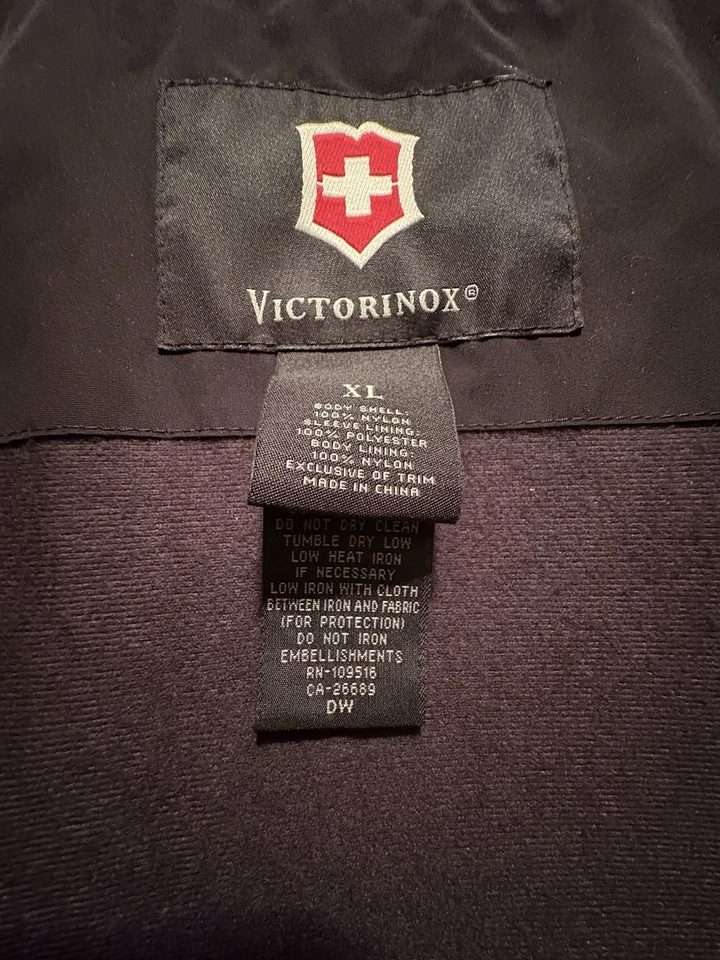 VICTORINOX®
XL
BODY SHELL:
100% NYLON
SLEEVE LINING:
100% POLYESTER
BODY LINING:
100% NYLON
EXCLUSIVE OF TRIM
MADE IN CHINA
DO NOT DRY CLEAN
TUMBLE DRY LOW
LOW HEAT IRON
IF NECESSARY
LOW IRON WITH CLOTH
BETWEEN IRON AND FABRIC
(FOR PROTECTION)
DO NOT IRON
EMBELLISHMENTS
RN-109516
CA-26689
DW